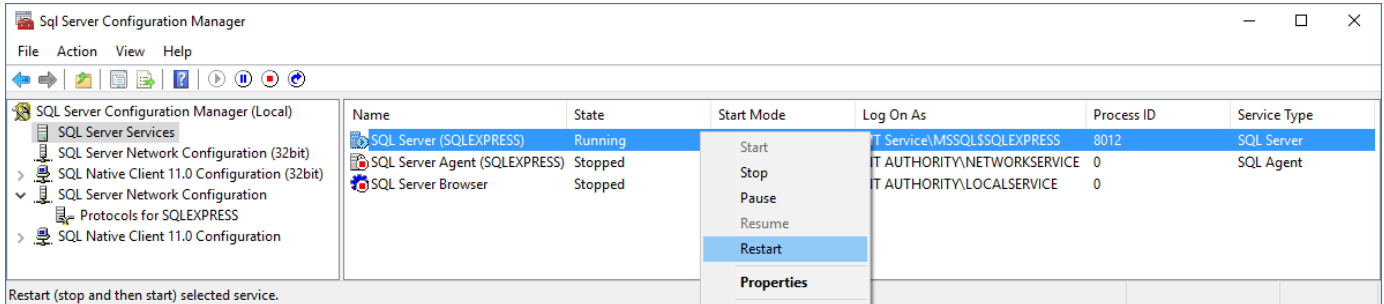 Sql Server Configuration Manager
File Action View Help
SQL Server Configuration Manager (Local)
SQL Server Services
SQL Server Network Configuration (32bit)
SQL Native Client 11.0 Configuration (32bit)
SQL Server Network Configuration
Protocols for SQLEXPRESS
SQL Native Client 11.0 Configuration
Name State Start Mode Log On As Process ID Service Type
SQL Server (SQLEXPRESS) Running T Service\MSSQL$SQLEXPRESS 8012 SQL Server
SQL Server Agent (SQLEXPRESS) Stopped IT AUTHORITY\NETWORKSERVICE 0 SQL Agent
SQL Server Browser Stopped IT AUTHORITY\LOCALSERVICE 0
Start
Stop
Pause
Resume
Restart
Properties
Restart (stop and then start) selected service.